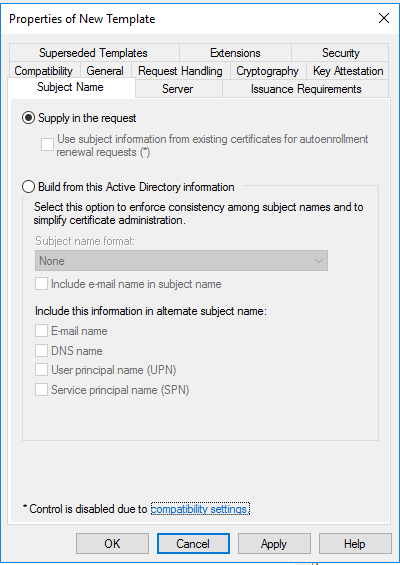 Properties of New Template
Superseded Templates
Extensions
Security
Compatibility
General
Request Handling
Cryptography
Key Attestation
Subject Name
Server
Issuance Requirements
Supply in the request
Use subject information from existing certificates for autoenrollment
renewal requests (*)
Build from this Active Directory information
Select this option to enforce consistency among subject names and to
simplify certificate administration.
Subject name format:
None
Include e-mail name in subject name
Include this information in alternate subject name:
E-mail name
DNS name
User principal name (UPN)
Service principal name (SPN)
* Control is disabled due to compatibility settings.
OK
Cancel
Apply
Help